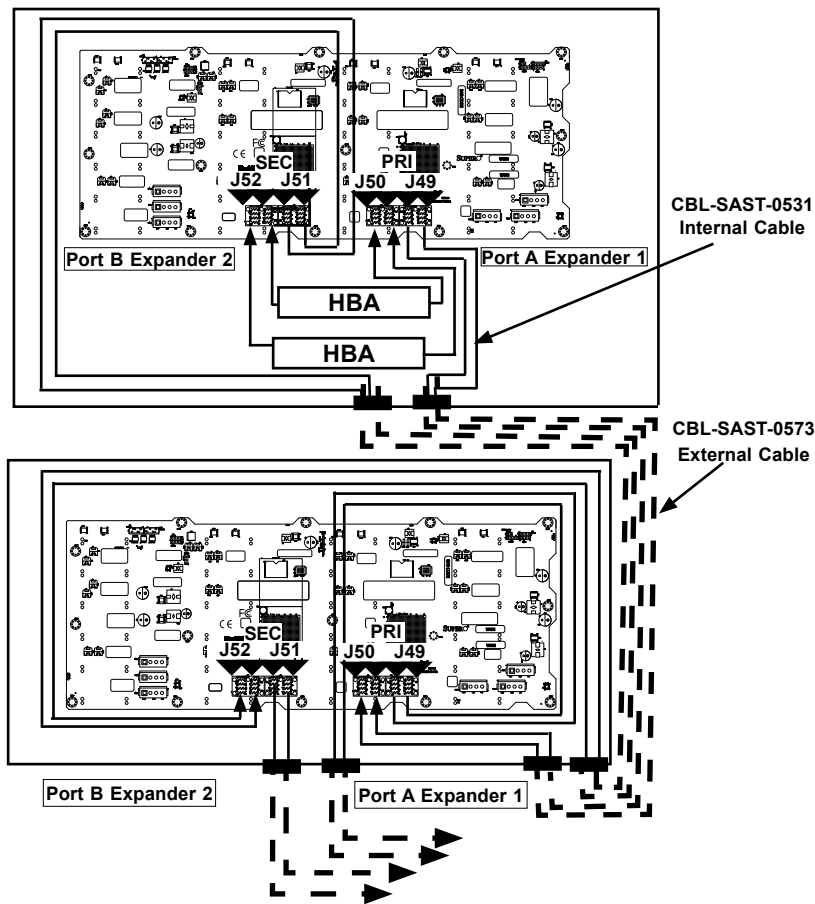 SEC
PRI
J52
J51
J50
J49
Port B Expander 2
Port A Expander 1
HBA
HBA
CBL-SAST-0531
Internal Cable
CBL-SAST-0573
External Cable
SEC
PRI
J52
J51
J50
J49
Port B Expander 2
Port A Expander 1